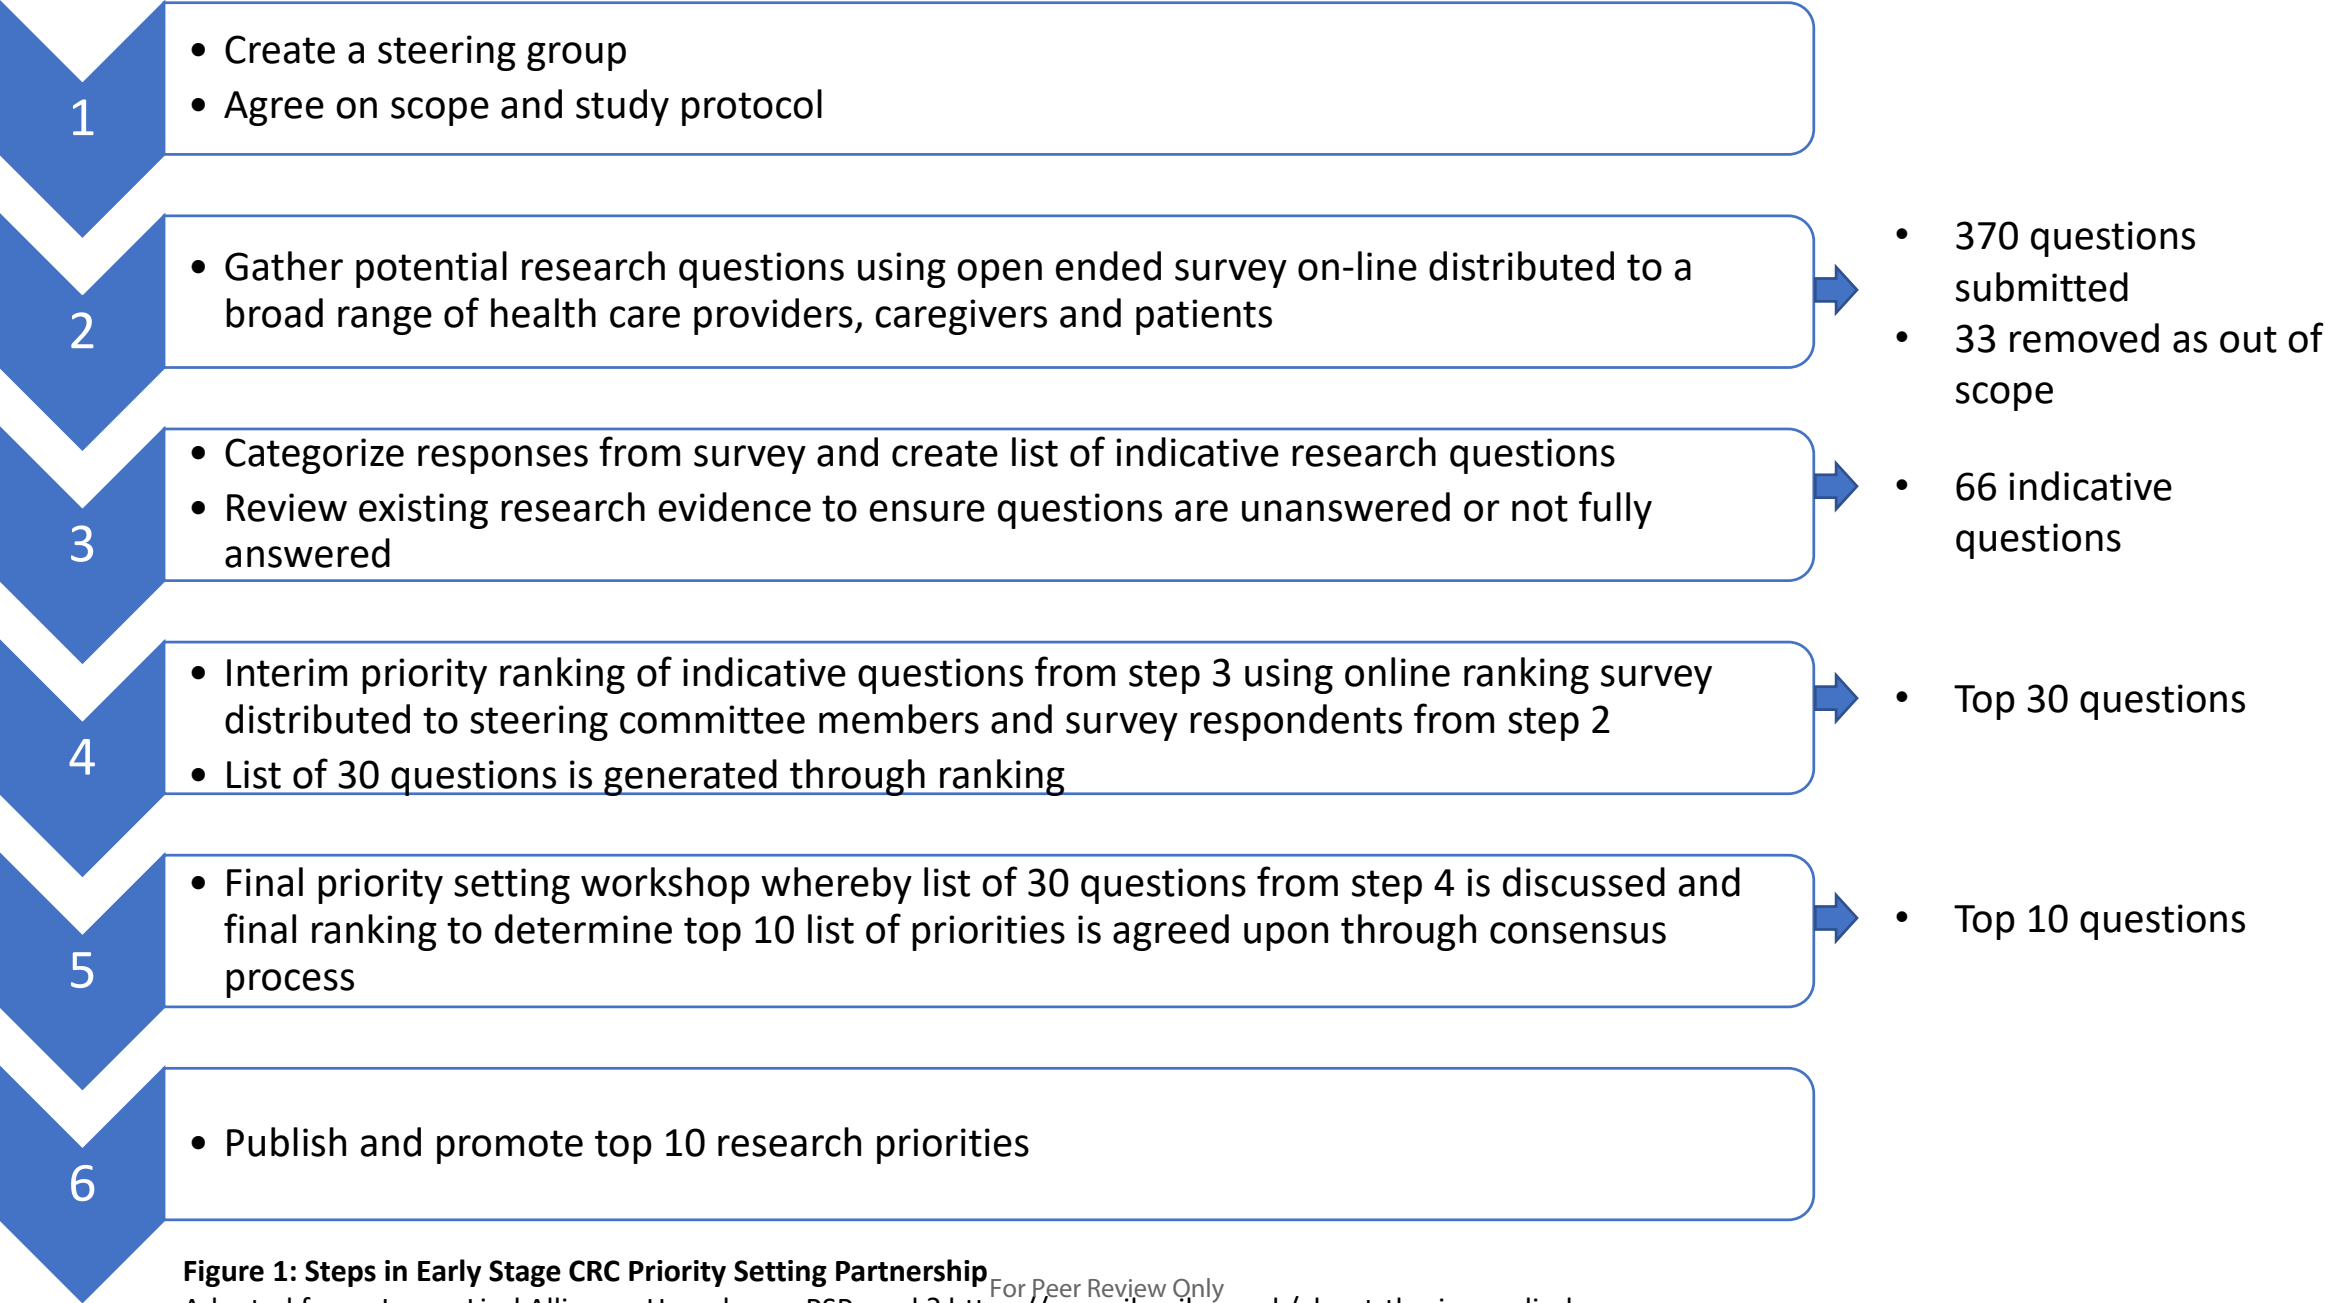 1
• Create a steering group
• Agree on scope and study protocol
2
• Gather potential research questions using open ended survey on-line distributed to a
broad range of health care providers, caregivers and patients
• 370 questions
submitted
• 33 removed as out of
scope
3
• Categorize responses from survey and create list of indicative research questions
• Review existing research evidence to ensure questions are unanswered or not fully
answered
• 66 indicative
questions
4
• Interim priority ranking of indicative questions from step 3 using online ranking survey
distributed to steering committee members and survey respondents from step 2
• List of 30 questions is generated through ranking
• Top 30 questions
5
• Final priority setting workshop whereby list of 30 questions from step 4 is discussed and
final ranking to determine top 10 list of priorities is agreed upon through consensus
process
• Top 10 questions
6
• Publish and promote top 10 research priorities
Figure 1: Steps in Early Stage CRC Priority Setting Partnership
For Peer Review Only